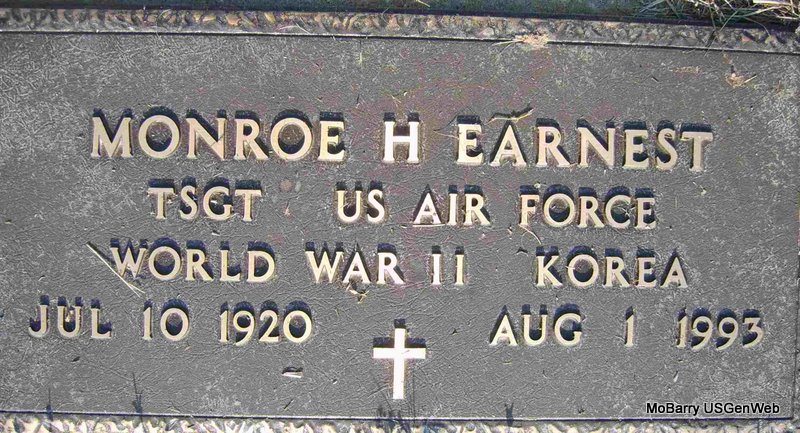 MONROE H EARNEST
TSGT US AIR FORCE
WORLD WAR II KOREA
JUL 10 1920 AUG 1 1993
MoBarry USGenWeb